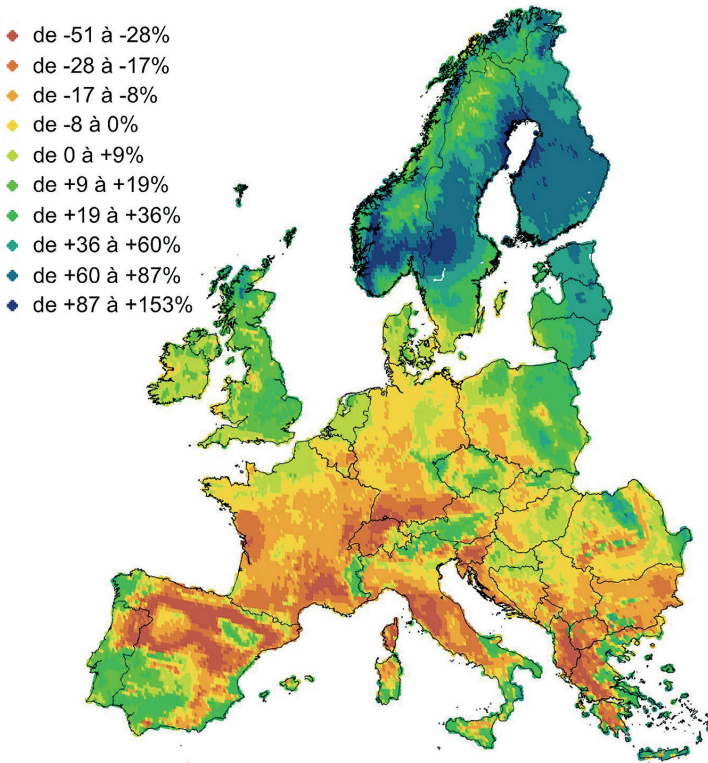 de -51 à -28%
de -28 à -17%
de -17 à -8%
de -8 à 0%
de 0 à +9%
de +9 à +19%
de +19 à +36%
de +36 à +60%
de +60 à +87%
de +87 à +153%